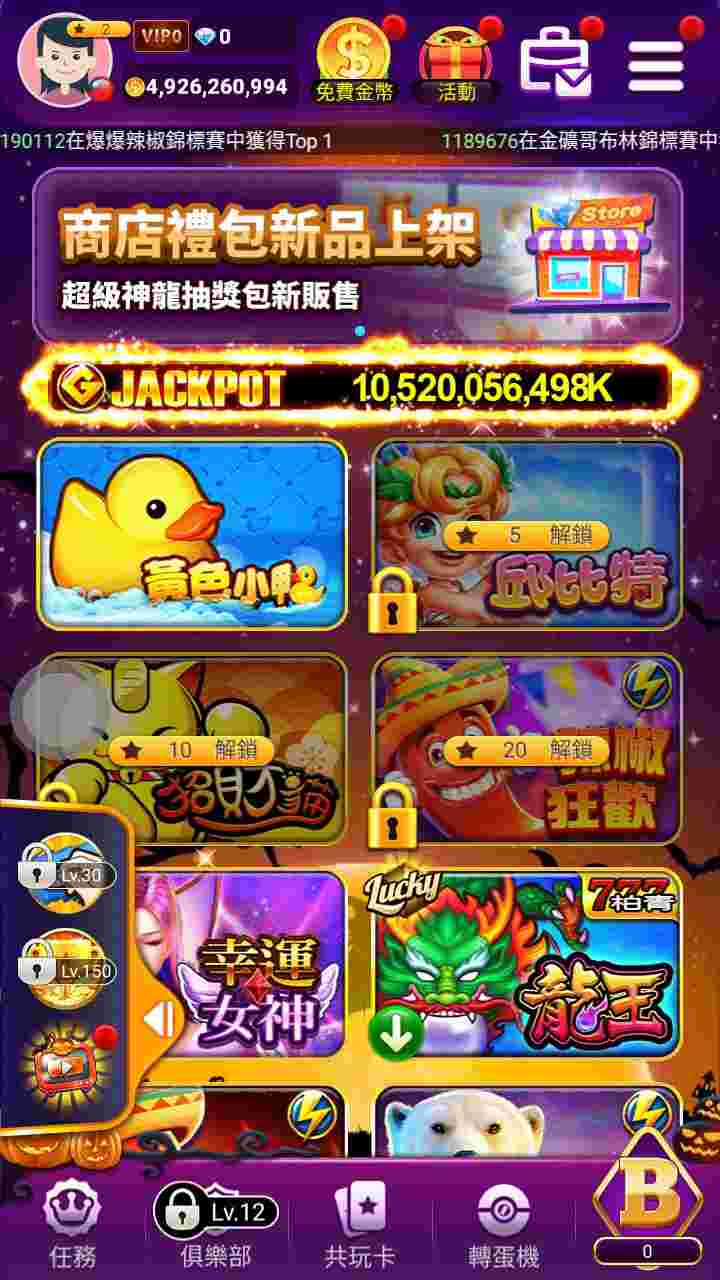 2
VIP0
0
4,926,260,994
免費金幣
活動
190112在爆爆辣椒錦標賽中獲得Top 1
1189676在金礦哥布林錦標賽中
商店禮包新品上架
Store
超級神龍抽獎包新販售
G JACKPOT 10,520,056,498K
黃色小鴨
5 解鎖
邱比特
10 解鎖
招財貓
20 解鎖
辣椒
狂歡
Lv.30
Lv.150
幸運
女神
Lucky
777
柏青
龍王
任務
Lv.12
俱樂部
共玩卡
轉蛋機
B
0